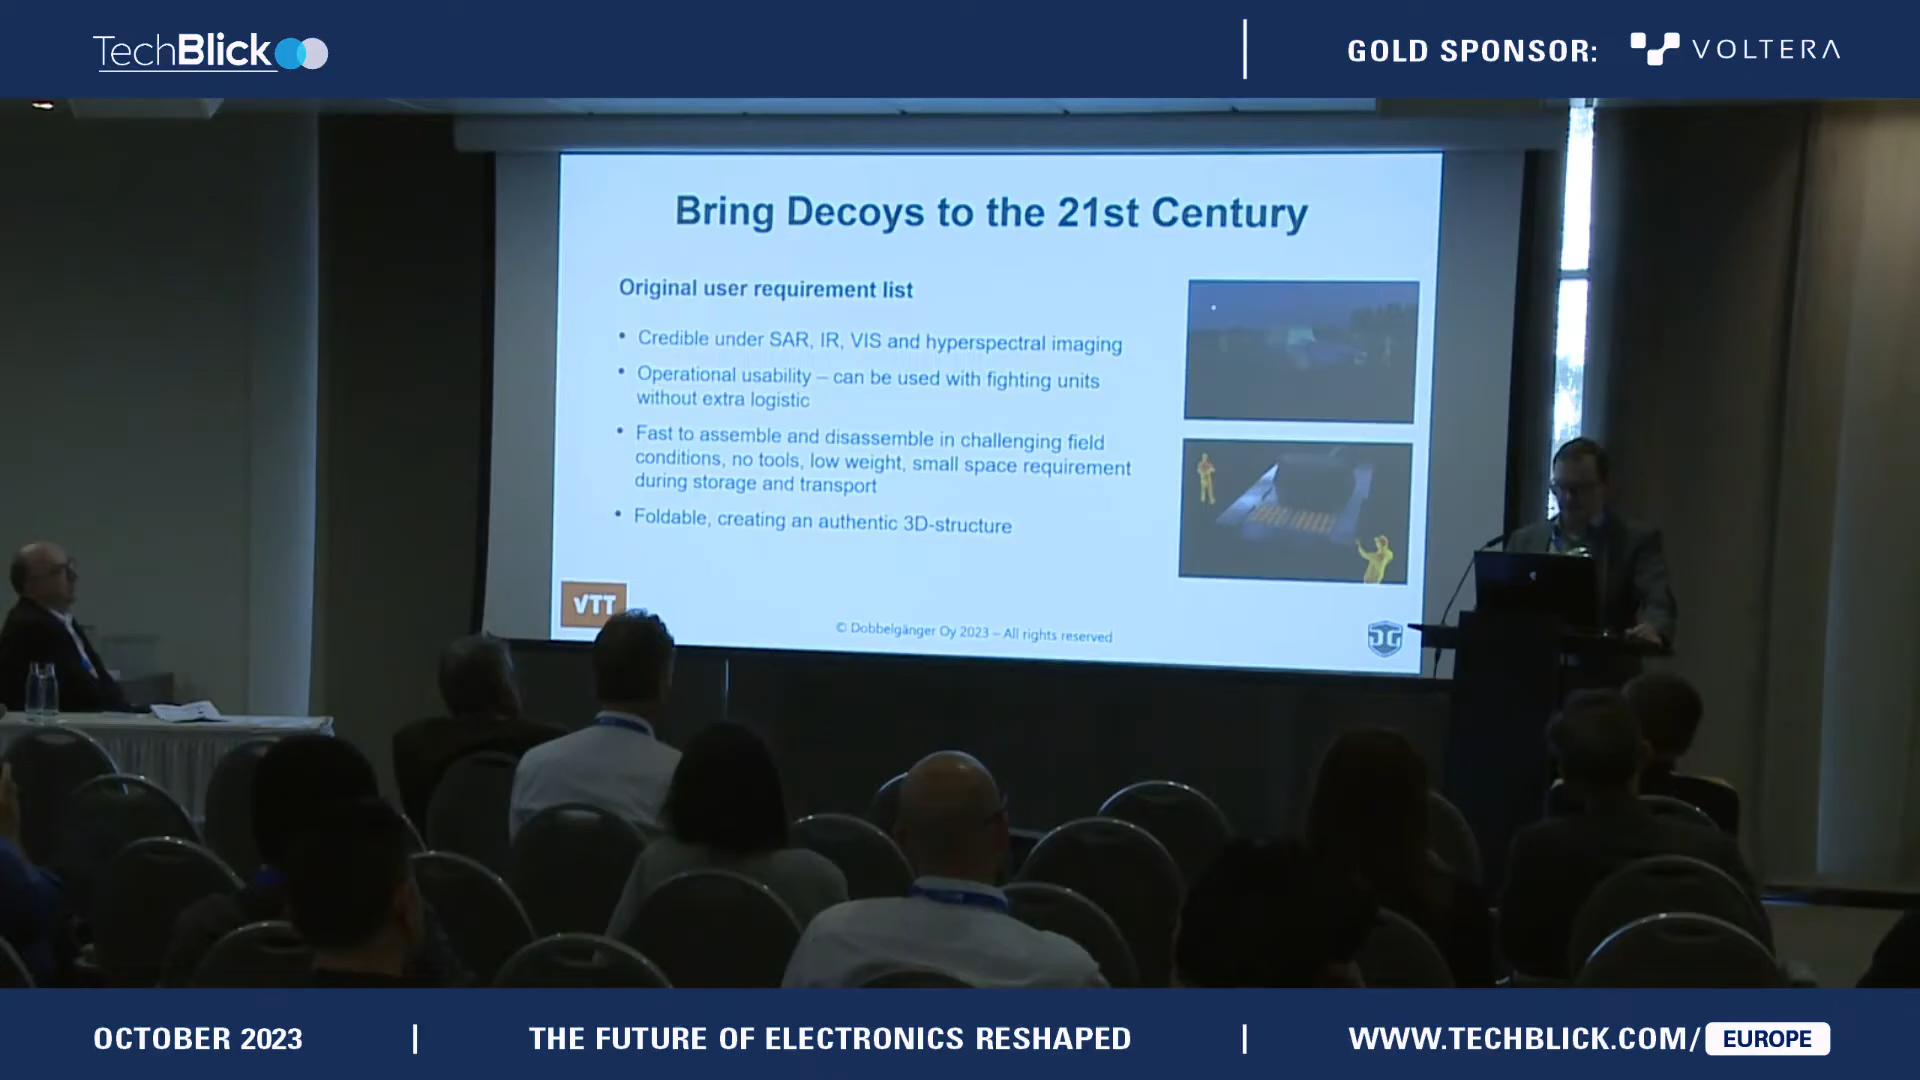 TechBlick
GOLD SPONSOR:
VOLTERA
Bring Decoys to the 21st Century
Original user requirement list
• Credible under SAR, IR, VIS and hyperspectral imaging
• Operational usability – can be used with fighting units
without extra logistic
• Fast to assemble and disassemble in challenging field
conditions, no tools, low weight, small space requirement
during storage and transport
• Foldable, creating an authentic 3D-structure
VTT
© Dobbelgänger Oy 2023 – All rights reserved
DG
OCTOBER 2023
THE FUTURE OF ELECTRONICS RESHAPED
WWW.TECHBLICK.COM/ EUROPE